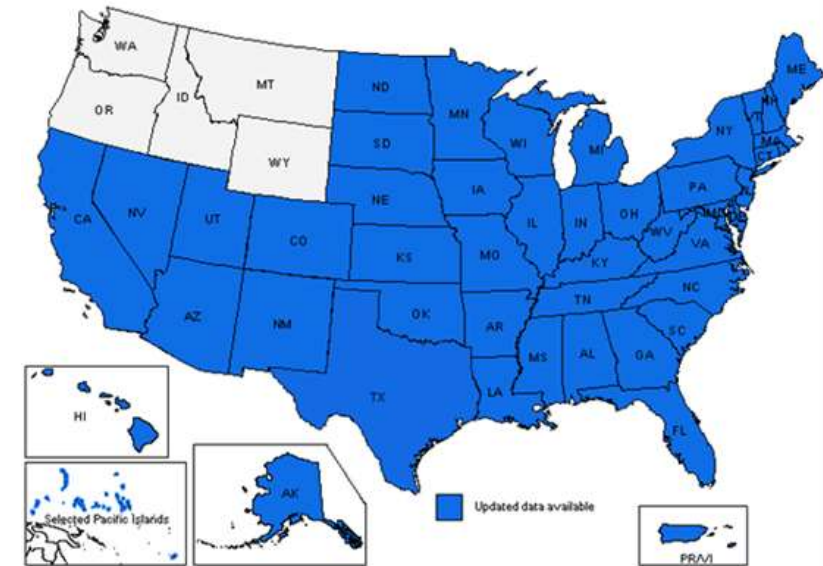 WA
MT
ND
ME
OR
ID
MN
SD
WI
NY
MI
WY
MA
CT
IA
PA
NE
NV
UT
CA
IL
IN
OH
CO
WV
VA
KS
MO
KY
NC
TN
OK
AZ
NM
AR
SC
MS
AL
GA
LA
TX
HI
FL
AK
Updated data available
Selected Pacific Islands
PR/VI